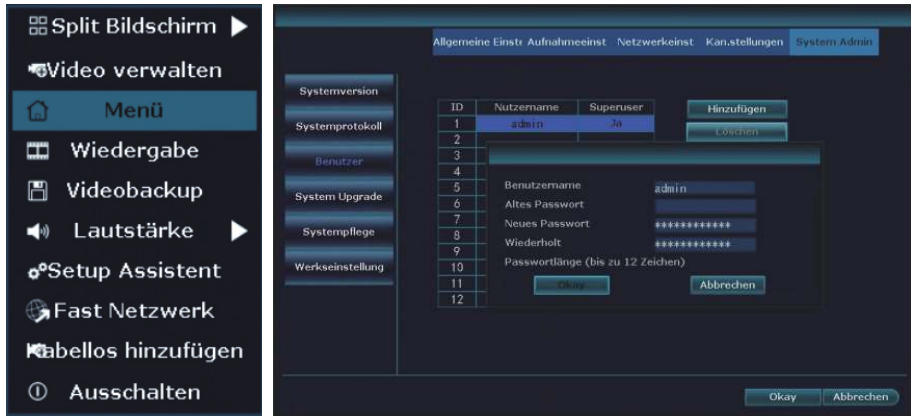 Split Bildschirm
Video verwalten
Menü
Wiedergabe
Videobackup
Lautstärke
Setup Assistent
Fast Netzwerk
Kabellos hinzufügen
Ausschalten
Allgemeine Einstr Aufnahmeeinst Netzwerkeinst Kan.stellungen System Admin
Systemversion
Systemprotokoll
Benutzer
System Upgrade
Systempflege
Werkseinstellung
ID Nutzername Superuser
1 admin Ja
2
3
4
5
6
7
8
9
10
11
12
Hinzufügen
Löschen
Benutzername admin
Altes Passwort
Neues Passwort ************
Wiederholt ************
Passwortlänge (bis zu 12 Zeichen)
Okay Abbrechen
Okay Abbrechen